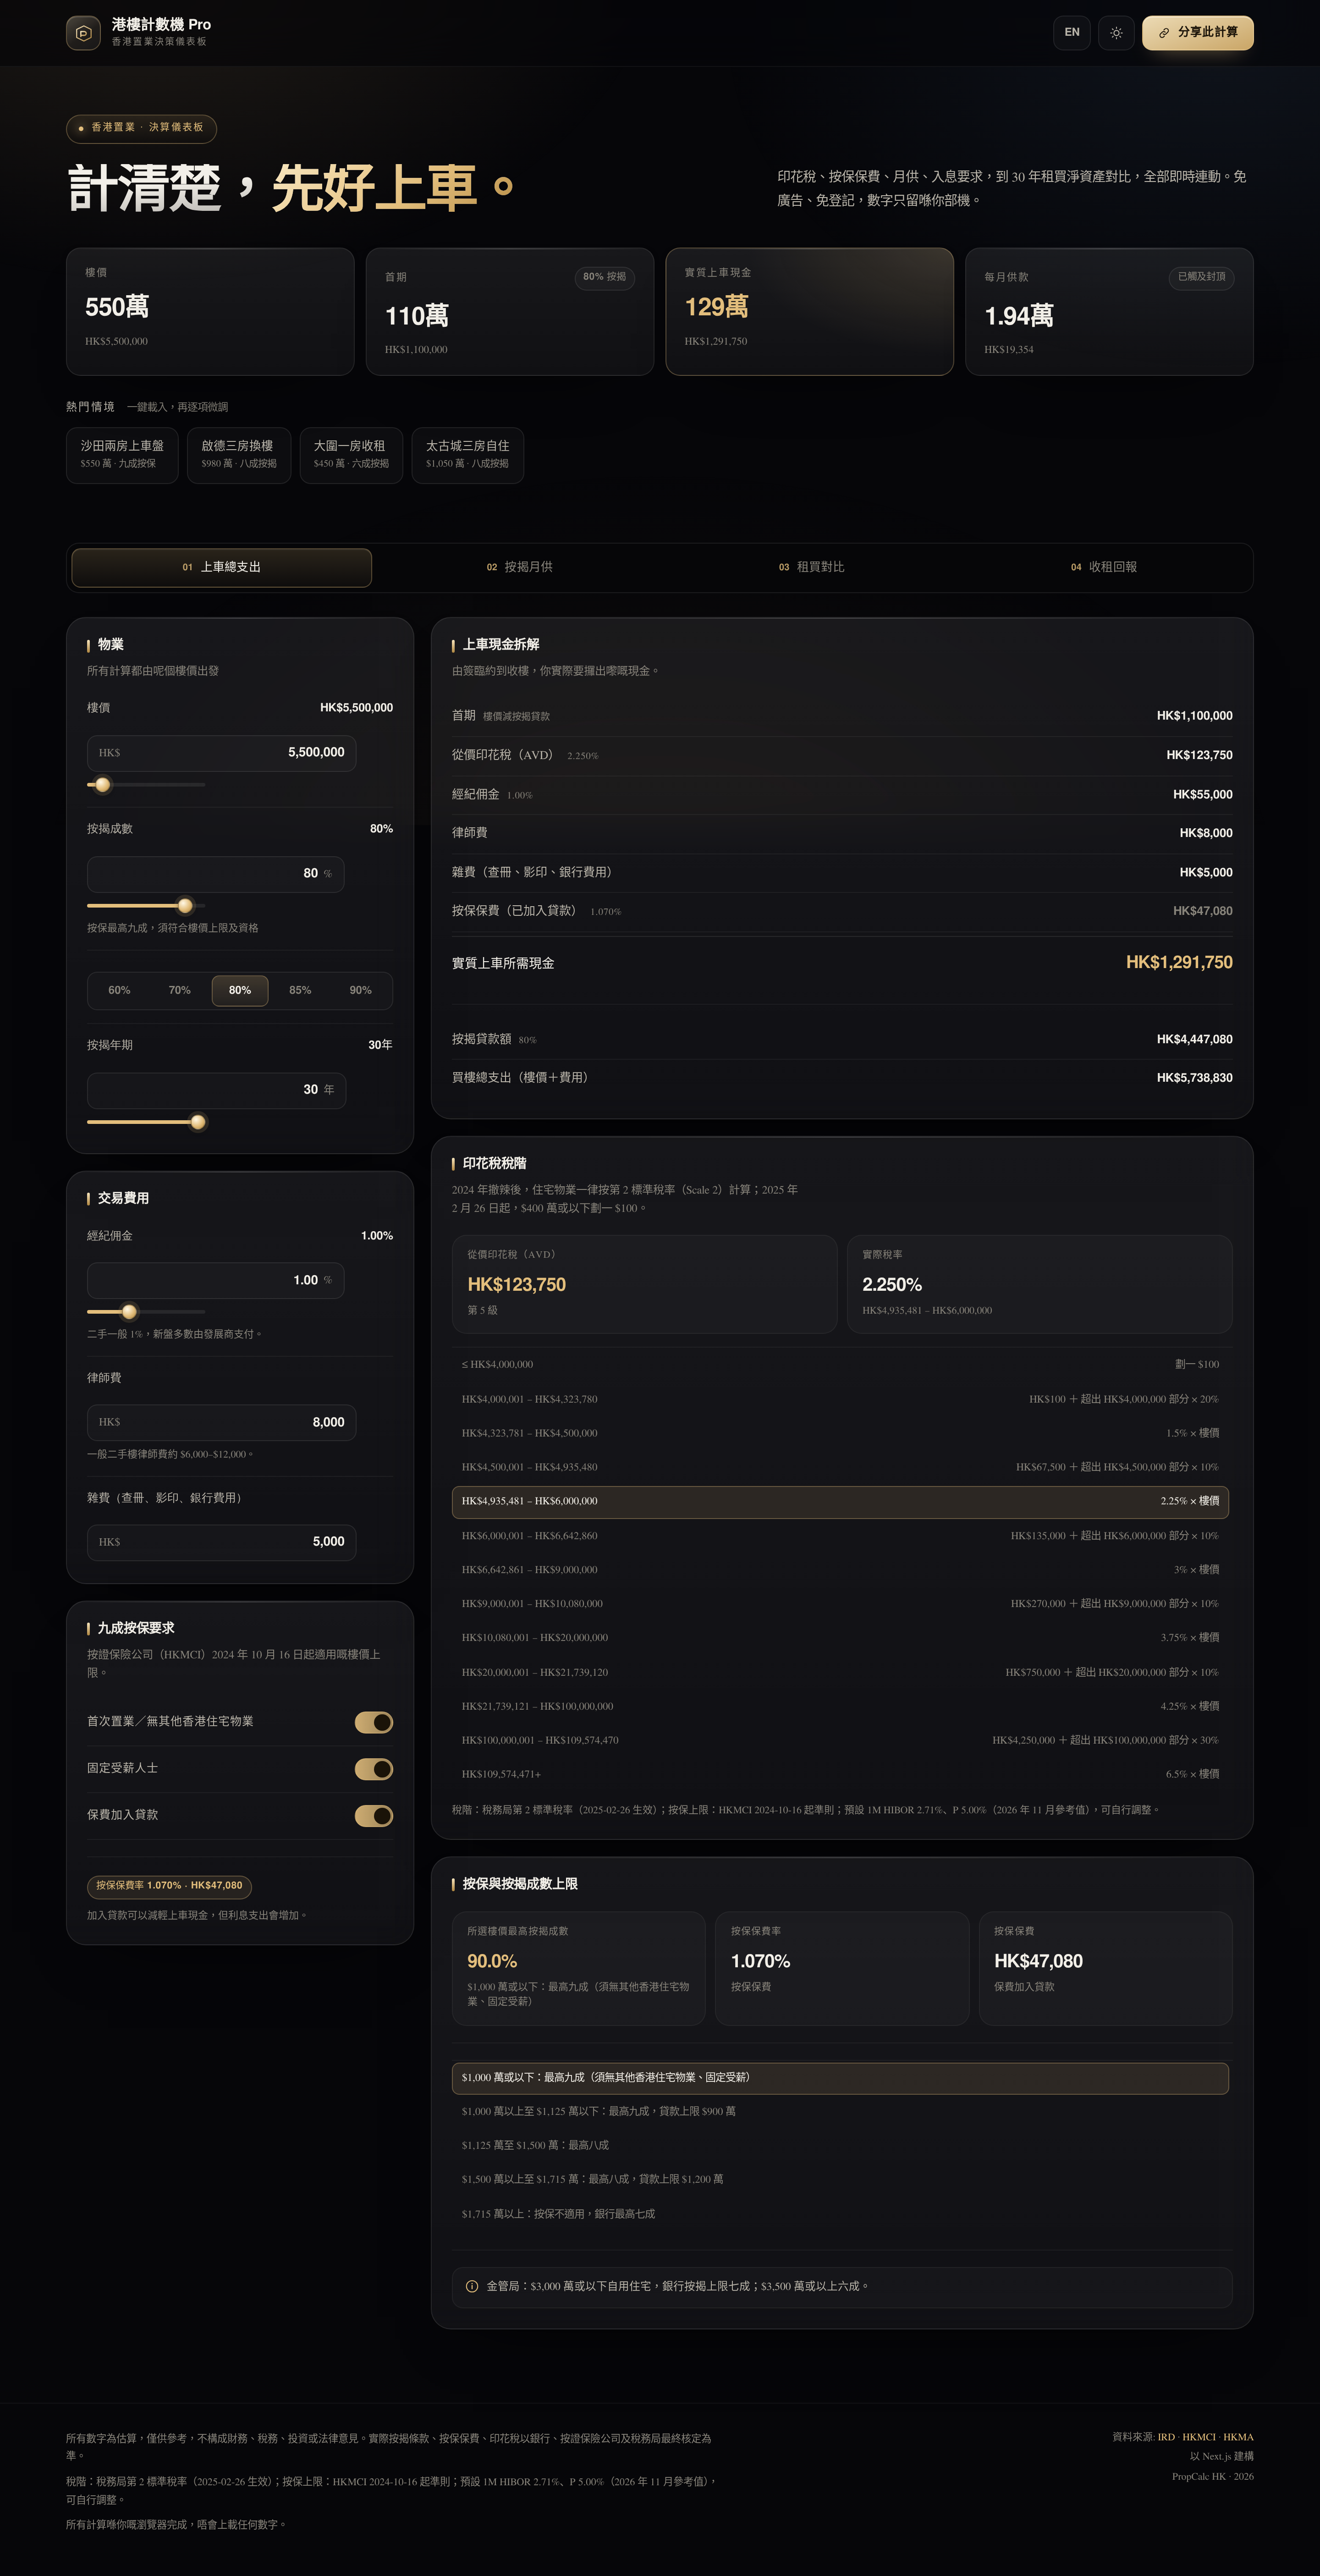 港樓計數機 Pro
香港置業決策儀表板
EN
分享此計算
香港置業 · 決算儀表板
計清楚，先好上車。
印花稅、按保保費、月供、入息要求，到 30 年租買淨資產對比，全部即時連動。免
廣告、免登記，數字只留喺你部機。
樓價
550萬
HK$5,500,000
首期
80% 按揭
110萬
HK$1,100,000
實質上車現金
129萬
HK$1,291,750
每月供款
已觸及封頂
1.94萬
HK$19,354
熱門情境 一鍵載入，再逐項微調
沙田兩房上車盤
$550 萬 · 九成按保
啟德三房換樓
$980 萬 · 八成按揭
大圍一房收租
$450 萬 · 六成按揭
太古城三房自住
$1,050 萬 · 八成按揭
01 上車總支出
02 按揭月供
03 租買對比
04 收租回報
物業
所有計算都由呢個樓價出發
樓價 HK$5,500,000
HK$ 5,500,000
按揭成數 80%
80 %
按保最高九成，須符合樓價上限及資格
60% 70% 80% 85% 90%
按揭年期 30年
30 年
交易費用
經紀佣金 1.00%
1.00 %
二手一般 1%，新盤多數由發展商支付。
律師費
HK$ 8,000
一般二手樓律師費約 $6,000–$12,000。
雜費（查冊、影印、銀行費用）
HK$ 5,000
九成按保要求
按證保險公司（HKMCI）2024 年 10 月 16 日起適用嘅樓價上
限。
首次置業／無其他香港住宅物業
固定受薪人士
保費加入貸款
按保保費率 1.070% · HK$47,080
加入貸款可以減輕上車現金，但利息支出會增加。
上車現金拆解
由簽臨約到收樓，你實際要攞出嚟嘅現金。
首期 樓價減按揭貸款 HK$1,100,000
從價印花稅（AVD） 2.250% HK$123,750
經紀佣金 1.00% HK$55,000
律師費 HK$8,000
雜費（查冊、影印、銀行費用） HK$5,000
按保保費（已加入貸款） 1.070% HK$47,080
實質上車所需現金 HK$1,291,750
按揭貸款額 80% HK$4,447,080
買樓總支出（樓價＋費用） HK$5,738,830
印花稅稅階
2024 年撤辣後，住宅物業一律按第 2 標準稅率（Scale 2）計算；2025 年
2 月 26 日起，$400 萬或以下劃一 $100。
從價印花稅（AVD）
HK$123,750
第 5 級
實際稅率
2.250%
HK$4,935,481 – HK$6,000,000
≤ HK$4,000,000 劃一 $100
HK$4,000,001 – HK$4,323,780 HK$100 ＋ 超出 HK$4,000,000 部分 × 20%
HK$4,323,781 – HK$4,500,000 1.5% × 樓價
HK$4,500,001 – HK$4,935,480 HK$67,500 ＋ 超出 HK$4,500,000 部分 × 10%
HK$4,935,481 – HK$6,000,000 2.25% × 樓價
HK$6,000,001 – HK$6,642,860 HK$135,000 ＋ 超出 HK$6,000,000 部分 × 10%
HK$6,642,861 – HK$9,000,000 3% × 樓價
HK$9,000,001 – HK$10,080,000 HK$270,000 ＋ 超出 HK$9,000,000 部分 × 10%
HK$10,080,001 – HK$20,000,000 3.75% × 樓價
HK$20,000,001 – HK$21,739,120 HK$750,000 ＋ 超出 HK$20,000,000 部分 × 10%
HK$21,739,121 – HK$100,000,000 4.25% × 樓價
HK$100,000,001 – HK$109,574,470 HK$4,250,000 ＋ 超出 HK$100,000,000 部分 × 30%
HK$109,574,471+ 6.5% × 樓價
稅階：稅務局第 2 標準稅率（2025-02-26 生效）；按保上限：HKMCI 2024-10-16 起準則；預設 1M HIBOR 2.71%、P 5.00%（2026 年 11 月參考值），可自行調整。
按保與按揭成數上限
所選樓價最高按揭成數
90.0%
$1,000 萬或以下：最高九成（須無其他香港住宅物
業、固定受薪）
按保保費率
1.070%
按保保費
按保保費
HK$47,080
保費加入貸款
$1,000 萬或以下：最高九成（須無其他香港住宅物業、固定受薪）
$1,000 萬以上至 $1,125 萬以下：最高九成，貸款上限 $900 萬
$1,125 萬至 $1,500 萬：最高八成
$1,500 萬以上至 $1,715 萬：最高八成，貸款上限 $1,200 萬
$1,715 萬以上：按保不適用，銀行最高七成
金管局：$3,000 萬或以下自用住宅，銀行按揭上限七成；$3,500 萬或以上六成。
所有數字為估算，僅供參考，不構成財務、稅務、投資或法律意見。實際按揭條款、按保保費、印花稅以銀行、按證保險公司及稅務局最終核定為
準。
稅階：稅務局第 2 標準稅率（2025-02-26 生效）；按保上限：HKMCI 2024-10-16 起準則；預設 1M HIBOR 2.71%、P 5.00%（2026 年 11 月參考值），
可自行調整。
所有計算喺你嘅瀏覽器完成，唔會上載任何數字。
資料來源: IRD · HKMCI · HKMA
以 Next.js 建構
PropCalc HK · 2026